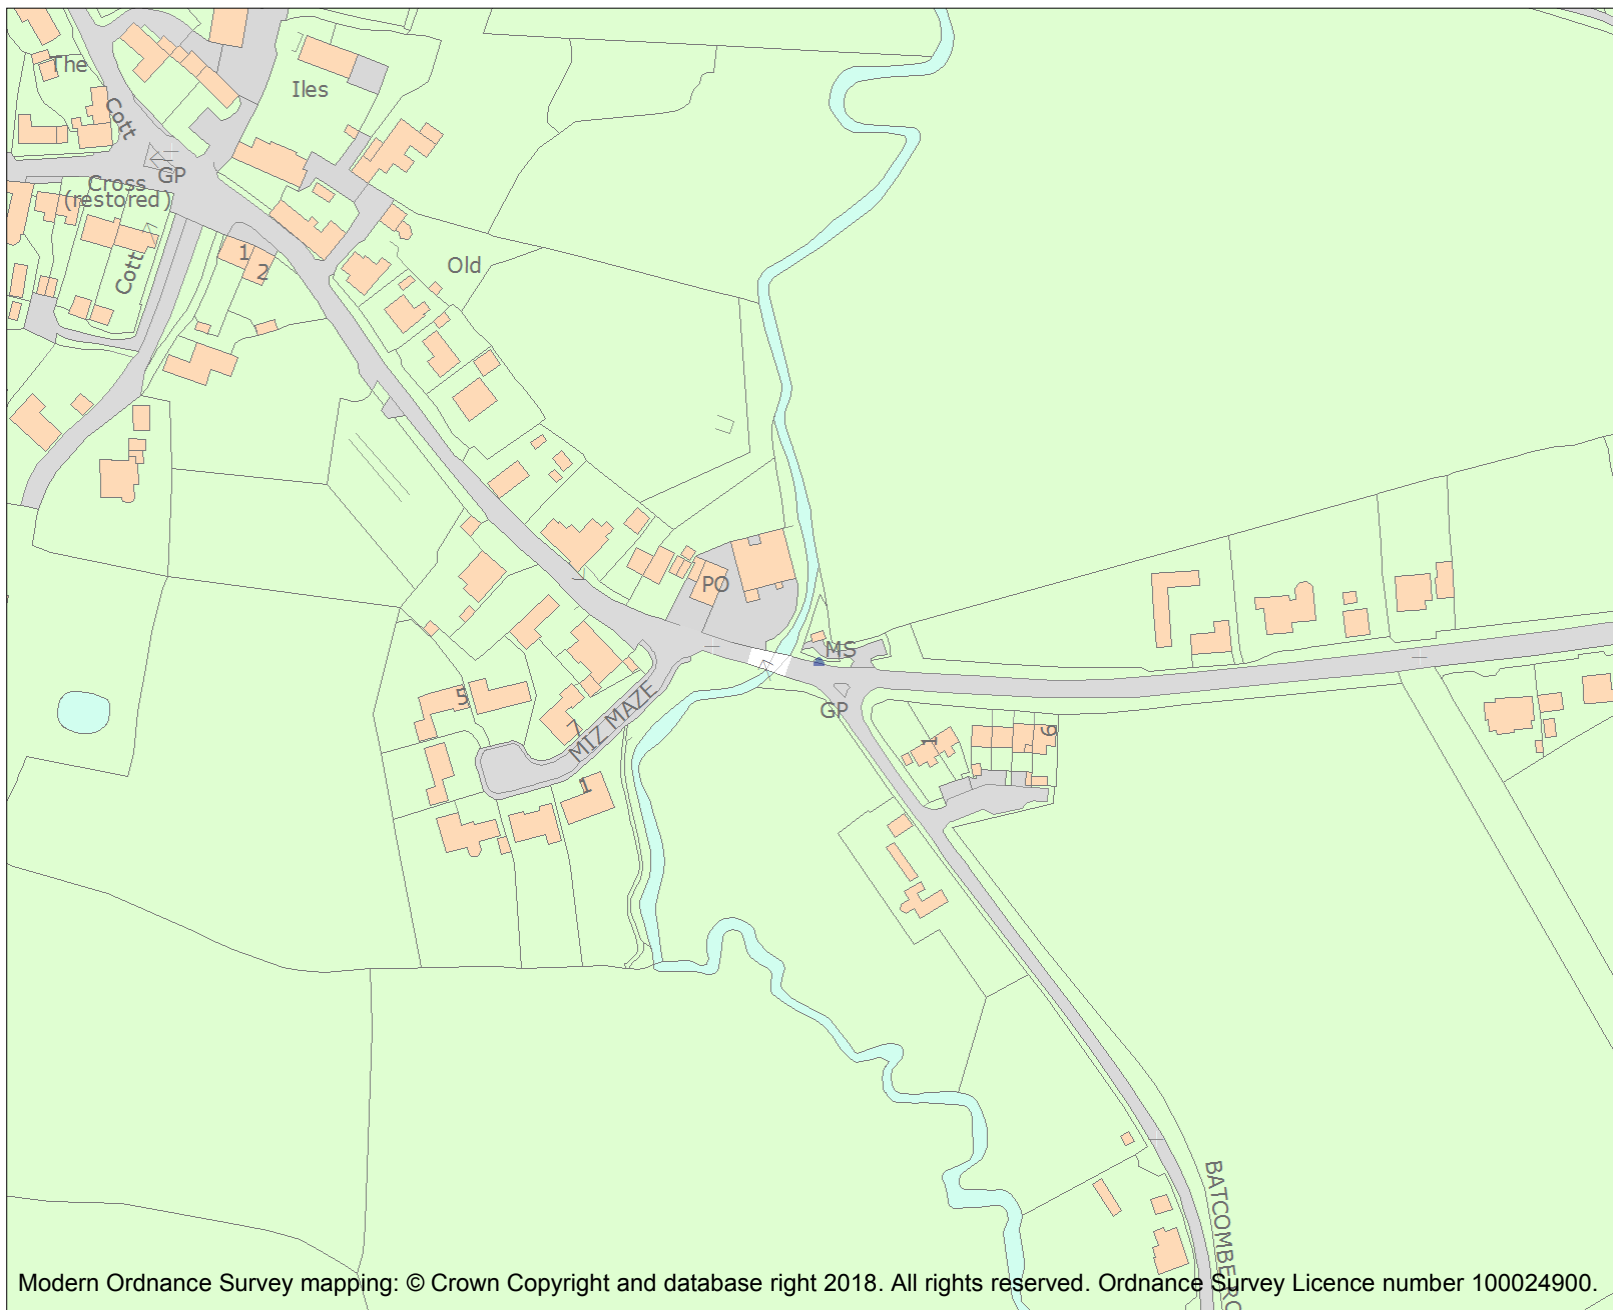 The
Iles
Cott
GP
Cross
(restored)
Cott
1
2
Old
PO
MS
GP
5
7
MIZ MAZE
1
1
6
Modern Ordnance Survey mapping: © Crown Copyright and database right 2018. All rights reserved. Ordnance Survey Licence number 100024900.